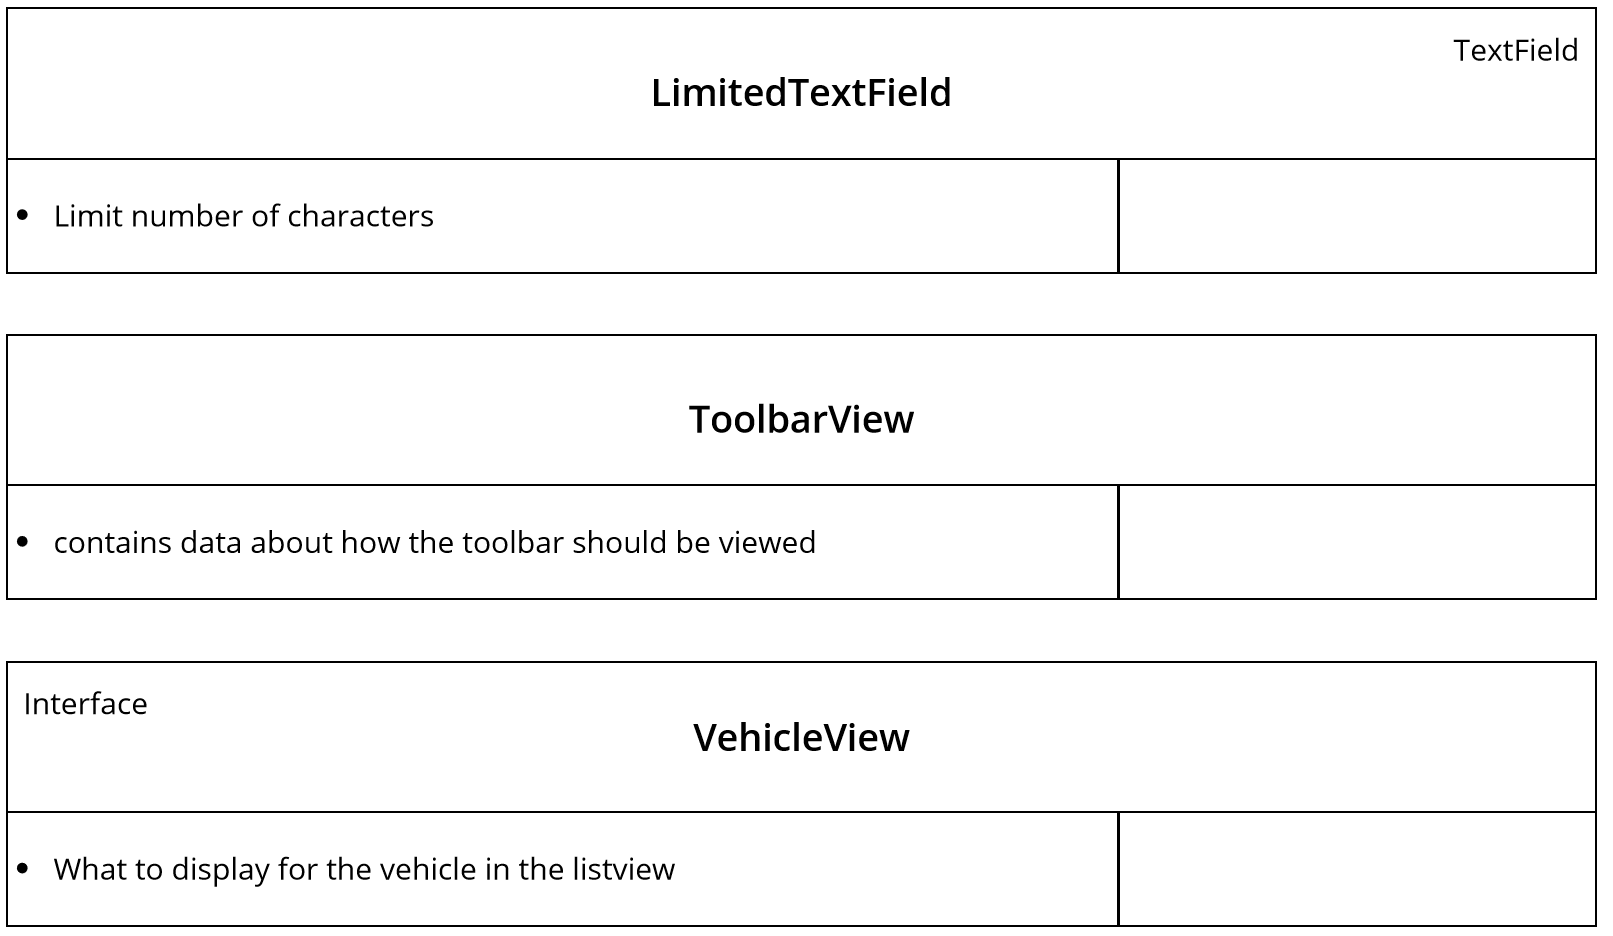 TextField
LimitedTextField
• Limit number of characters
ToolbarView
• contains data about how the toolbar should be viewed
Interface
VehicleView
• What to display for the vehicle in the listview